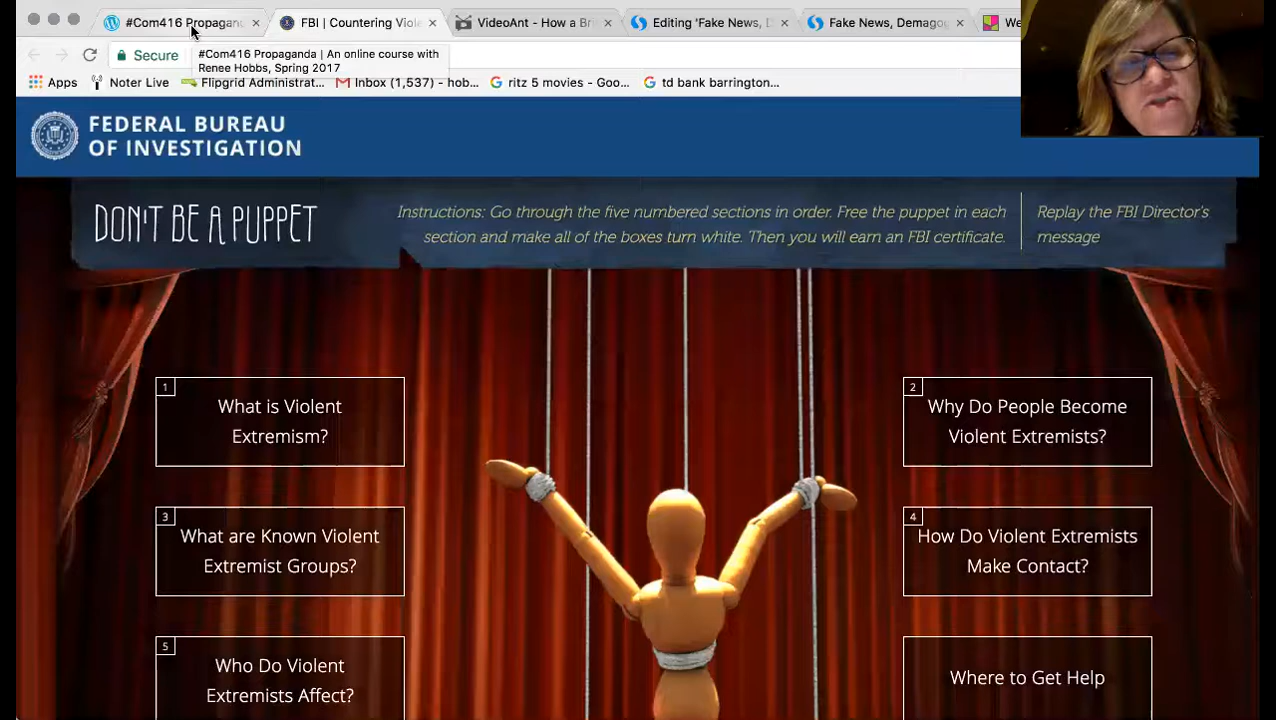 #Com416 Propagand
FBI | Countering Viole
VideoAnt - How a Bri
Editing 'Fake News, D
Fake News, Demagog
We
Secure
#Com416 Propaganda | An online course with
Renee Hobbs, Spring 2017
Apps
Noter Live
Flipgrid Administrat...
Inbox (1,537) - hob...
ritz 5 movies - Goo...
td bank barrington...
FEDERAL BUREAU
OF INVESTIGATION
DON'T BE A PUPPET
Instructions: Go through the five numbered sections in order. Free the puppet in each
section and make all of the boxes turn white. Then you will earn an FBI certificate.
Replay the FBI Director's
message
1
What is Violent
Extremism?
2
Why Do People Become
Violent Extremists?
3
What are Known Violent
Extremist Groups?
4
How Do Violent Extremists
Make Contact?
5
Who Do Violent
Extremists Affect?
Where to Get Help